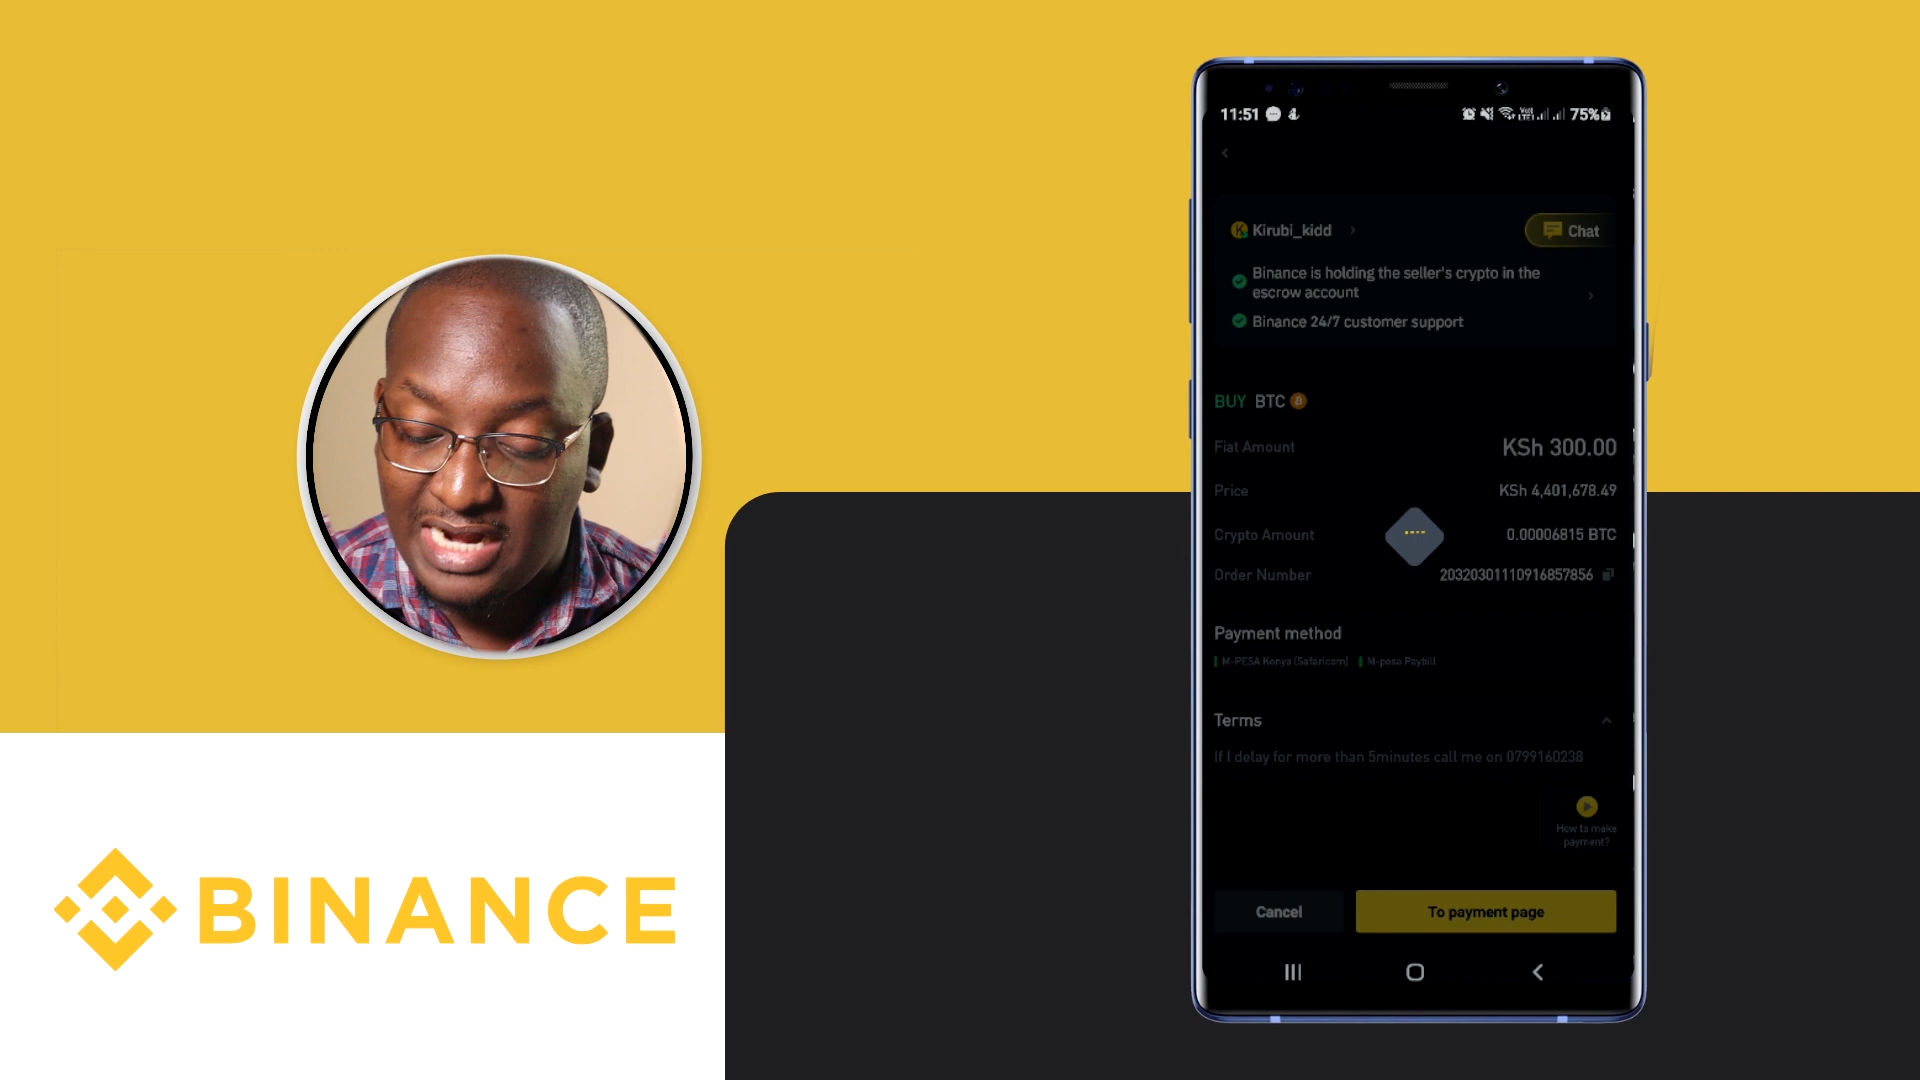 BINANCE
11:51
75%
Kirubi_kidd
Chat
Binance is holding the seller's crypto in the
escrow account
Binance 24/7 customer support
BUY BTC
Fiat Amount KSh 300.00
Price KSh 4,401,678.49
Crypto Amount 0.00006815 BTC
Order Number 20320301110916857856
Payment method
M-PESA Kenya (Safaricom) M-pesa Paybill
Terms
If I delay for more than 5minutes call me on 0799160238
How to make
payment?
Cancel
To payment page